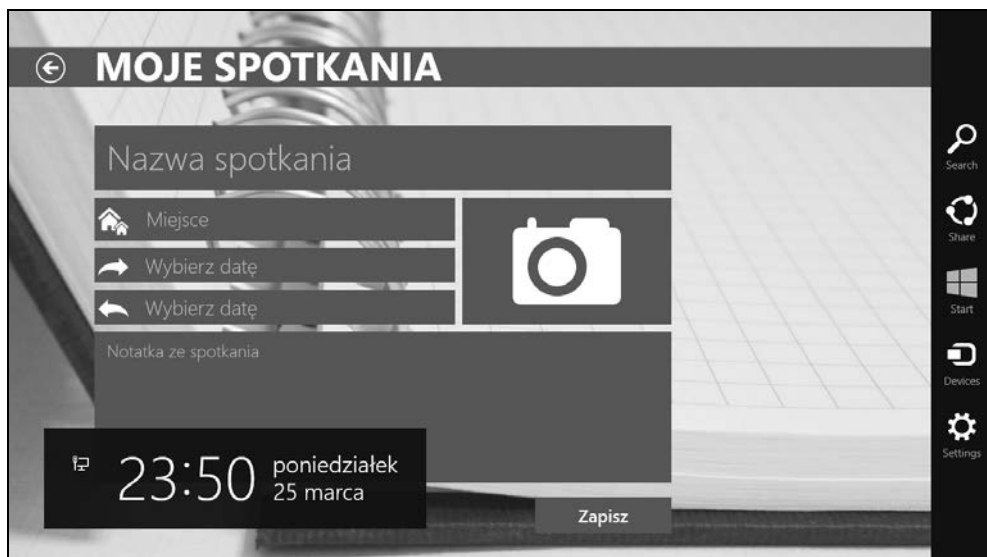 MOJE SPOTKANIA
Nazwa spotkania
Miejsce
Wybierz datę
Wybierz datę
Notatka ze spotkania
23:50
poniedziałek
25 marca
Zapisz
Search
Share
Start
Devices
Settings